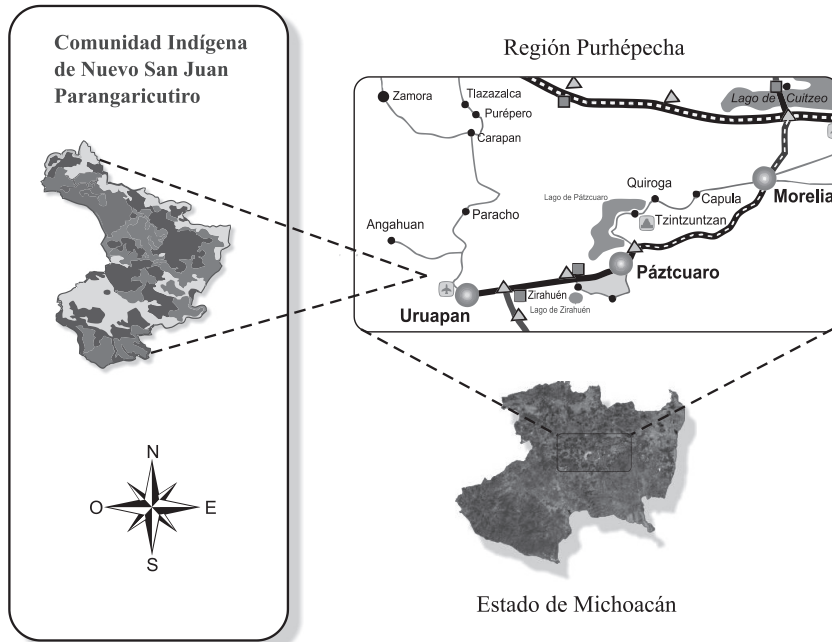 Comunidad Indígena
de Nuevo San Juan
Parangaricutiro
N
O
E
S
Región Purhépecha
Zamora
Tlazazalca
Purépero
Carapan
Lago de Cuitzeo
Quiroga
Capula
Morelia
Lago de Pátzcuaro
Tzintzuntzan
Paracho
Angahuan
Páztcuaro
Zirahuén
Uruapan
Lago de Zirahuén
Estado de Michoacán